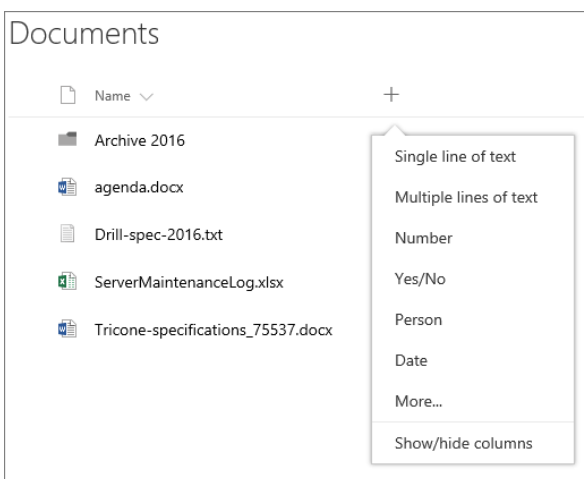 Documents
Name
Archive 2016
agenda.docx
Drill-spec-2016.txt
ServerMaintenanceLog.xlsx
Tricone-specifications_75537.docx
Single line of text
Multiple lines of text
Number
Yes/No
Person
Date
More...
Show/hide columns